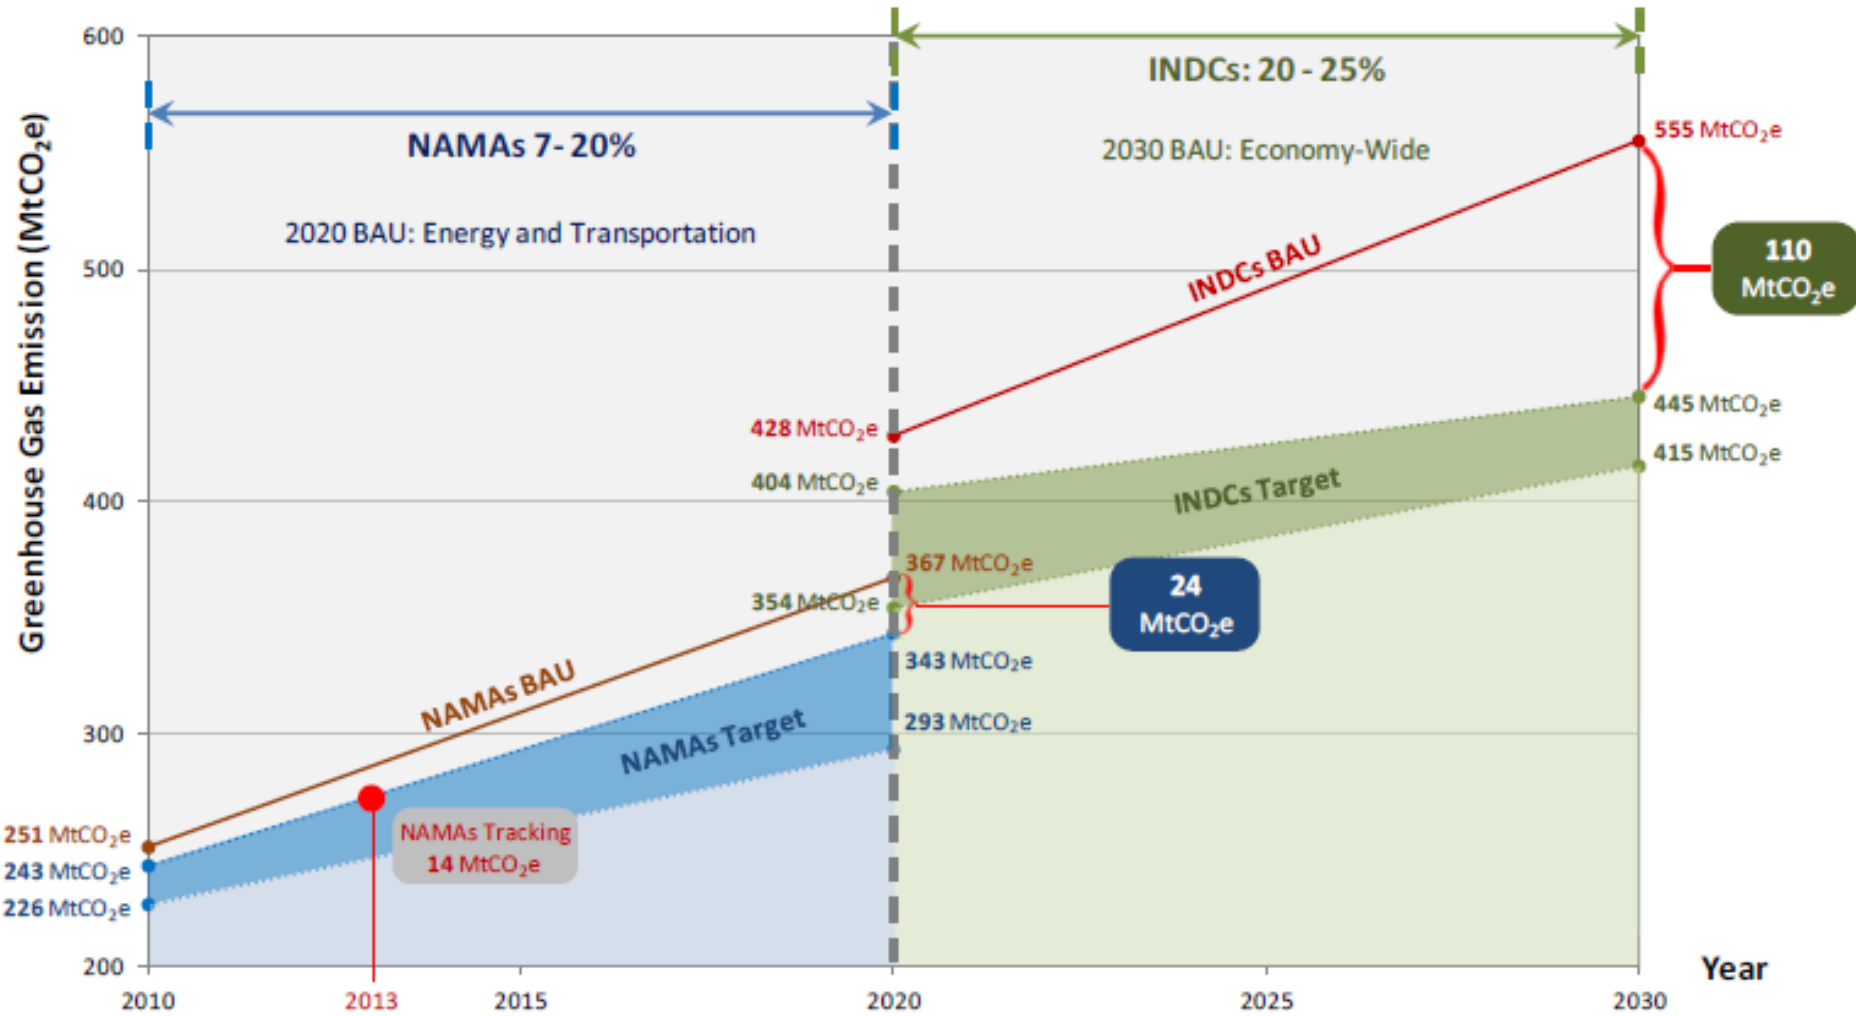 600
INDCs: 20 - 25%
NAMAs 7- 20%
2030 BAU: Economy-Wide
555 MtCO₂e
2020 BAU: Energy and Transportation
110
MtCO₂e
500
INDCs BAU
Greenhouse Gas Emission (MtCO₂e)
428 MtCO₂e
445 MtCO₂e
415 MtCO₂e
404 MtCO₂e
INDCs Target
400
367 MtCO₂e
354 MtCO₂e
24
MtCO₂e
343 MtCO₂e
NAMAs BAU
293 MtCO₂e
NAMAs Target
300
251 MtCO₂e
243 MtCO₂e
226 MtCO₂e
NAMAs Tracking
14 MtCO₂e
200
Year
2010
2013
2015
2020
2025
2030